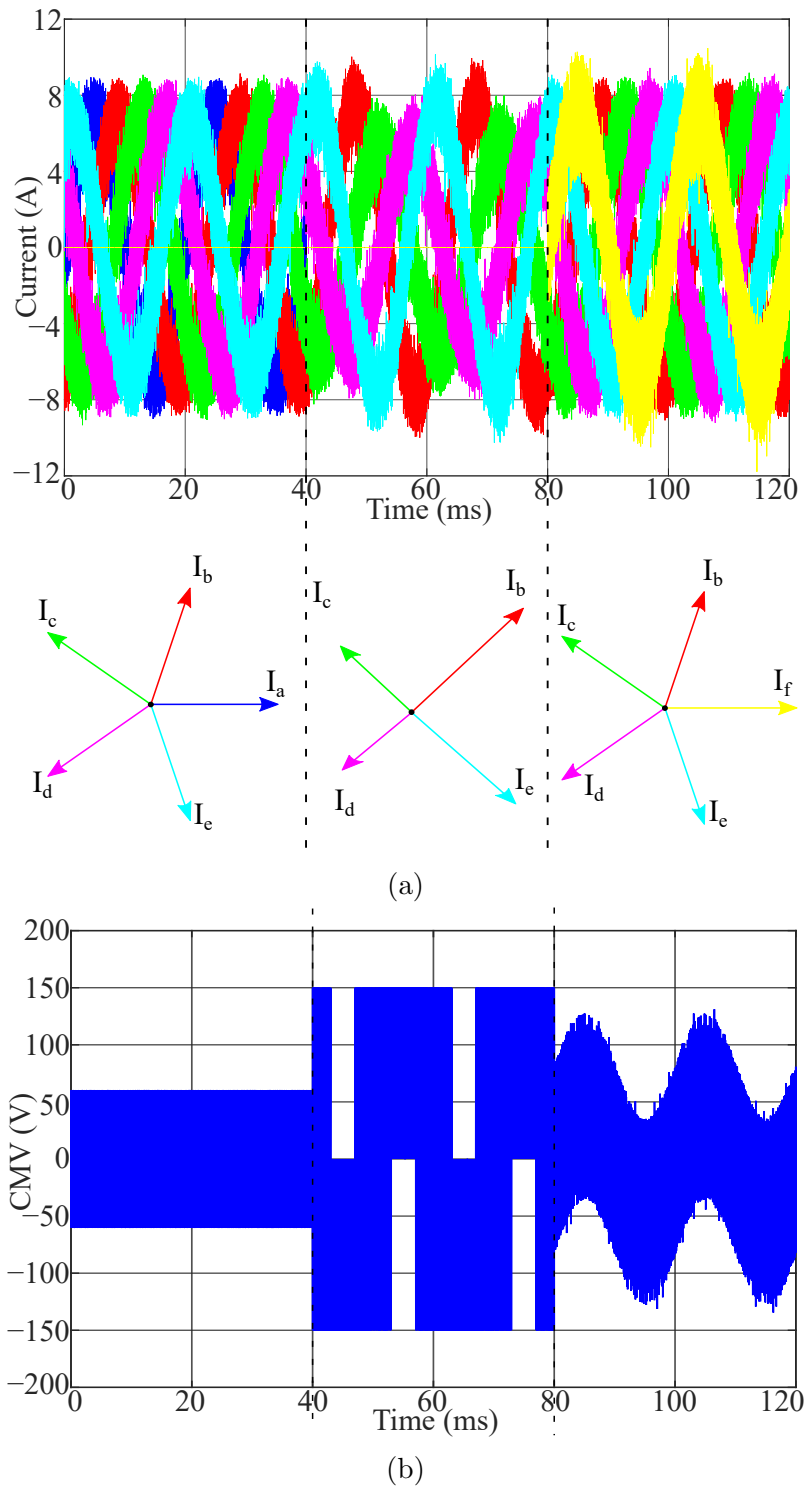 12
8
4
0
−4
−8
−12
Current (A)
0 20 40 60 80 100 120
Time (ms)
I_b
I_c
I_a
I_d
I_e
I_c
I_b
I_d
I_e
I_b
I_c
I_f
I_d
I_e
(a)
200
150
100
50
0
−50
−100
−150
−200
CMV (V)
0 20 40 60 80 100 120
Time (ms)
(b)